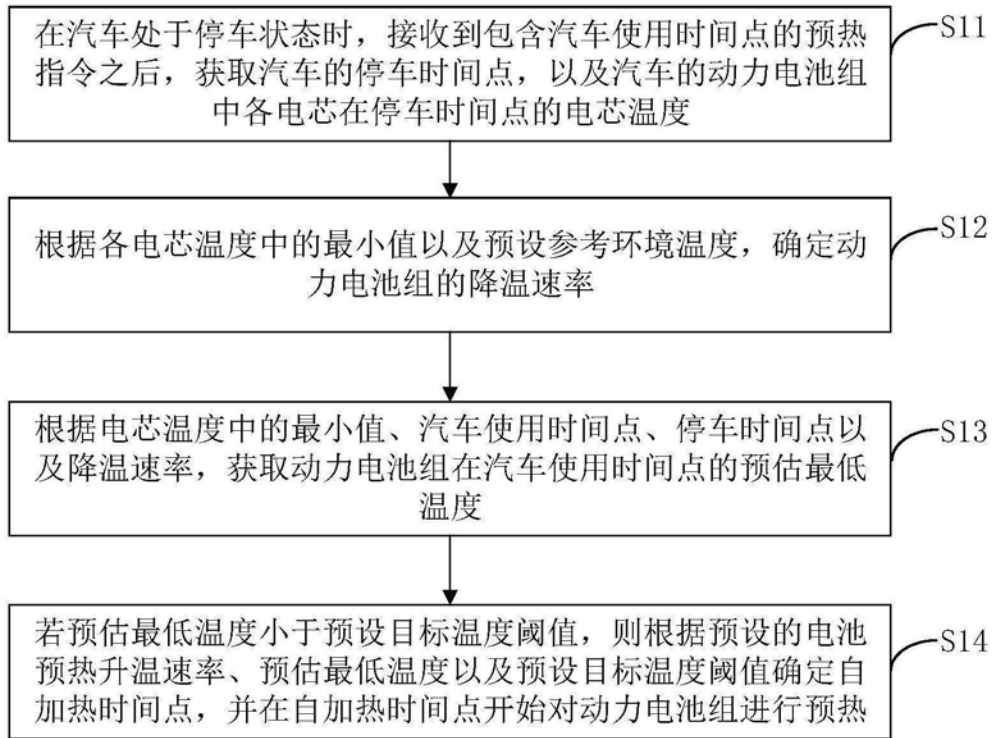 在汽车处于停车状态时，接收到包含汽车使用时间点的预热
指令之后，获取汽车的停车时间点，以及汽车的动力电池组
中各电芯在停车时间点的电芯温度
S11
根据各电芯温度中的最小值以及预设参考环境温度，确定动
力电池组的降温速率
S12
根据电芯温度中的最小值、汽车使用时间点、停车时间点以
及降温速率，获取动力电池组在汽车使用时间点的预估最低
温度
S13
若预估最低温度小于预设目标温度阈值，则根据预设的电池
预热升温速率、预估最低温度以及预设目标温度阈值确定自
加热时间点，并在自加热时间点开始对动力电池组进行预热
S14